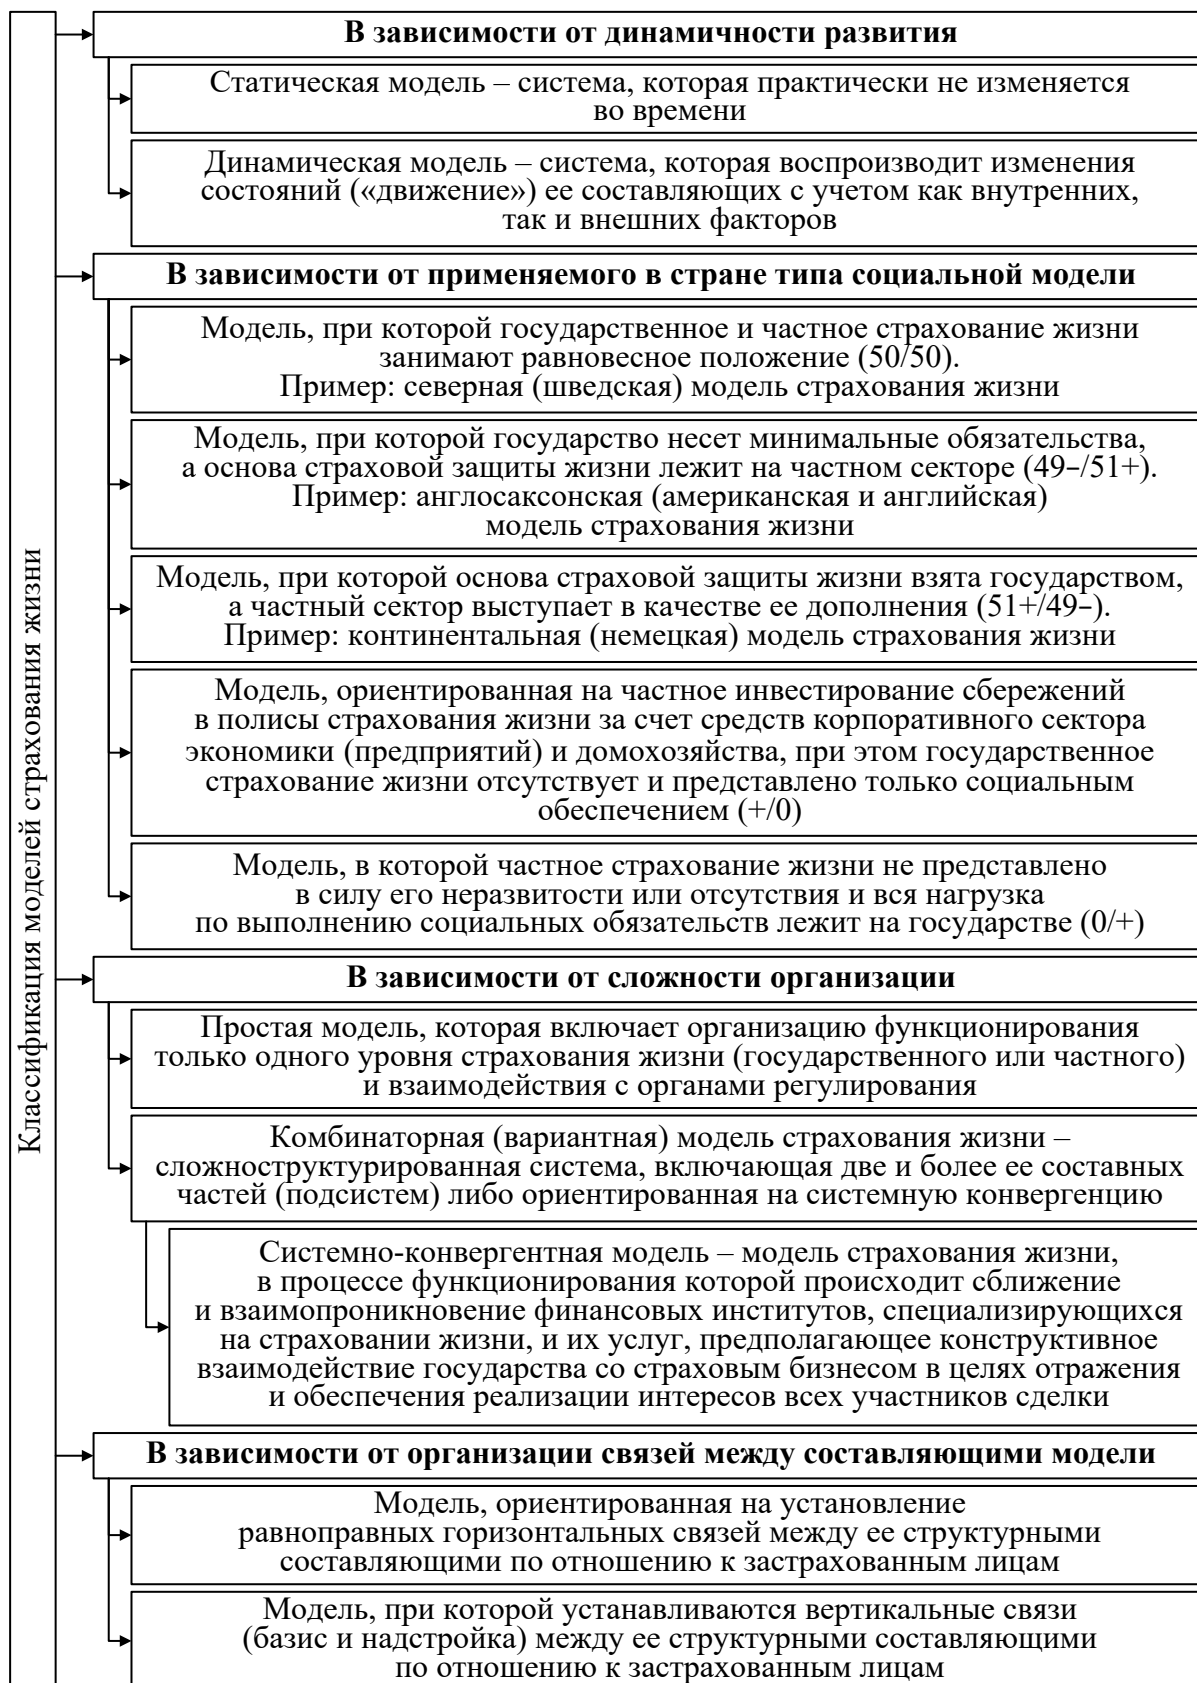 Классификация моделей страхования жизни
В зависимости от динамичности развития
Статическая модель – система, которая практически не изменяется
во времени
Динамическая модель – система, которая воспроизводит изменения
состояний («движение») ее составляющих с учетом как внутренних,
так и внешних факторов
В зависимости от применяемого в стране типа социальной модели
Модель, при которой государственное и частное страхование жизни
занимают равновесное положение (50/50).
Пример: северная (шведская) модель страхования жизни
Модель, при которой государство несет минимальные обязательства,
а основа страховой защиты жизни лежит на частном секторе (49–/51+).
Пример: англосаксонская (американская и английская)
модель страхования жизни
Модель, при которой основа страховой защиты жизни взята государством,
а частный сектор выступает в качестве ее дополнения (51+/49–).
Пример: континентальная (немецкая) модель страхования жизни
Модель, ориентированная на частное инвестирование сбережений
в полисы страхования жизни за счет средств корпоративного сектора
экономики (предприятий) и домохозяйства, при этом государственное
страхование жизни отсутствует и представлено только социальным
обеспечением (+/0)
Модель, в которой частное страхование жизни не представлено
в силу его неразвитости или отсутствия и вся нагрузка
по выполнению социальных обязательств лежит на государстве (0/+)
В зависимости от сложности организации
Простая модель, которая включает организацию функционирования
только одного уровня страхования жизни (государственного или частного)
и взаимодействия с органами регулирования
Комбинаторная (вариантная) модель страхования жизни –
сложноструктурированная система, включающая две и более ее составных
частей (подсистем) либо ориентированная на системную конвергенцию
Системно-конвергентная модель – модель страхования жизни,
в процессе функционирования которой происходит сближение
и взаимопроникновение финансовых институтов, специализирующихся
на страховании жизни, и их услуг, предполагающее конструктивное
взаимодействие государства со страховым бизнесом в целях отражения
и обеспечения реализации интересов всех участников сделки
В зависимости от организации связей между составляющими модели
Модель, ориентированная на установление
равноправных горизонтальных связей между ее структурными
составляющими по отношению к застрахованным лицам
Модель, при которой устанавливаются вертикальные связи
(базис и надстройка) между ее структурными составляющими
по отношению к застрахованным лицам